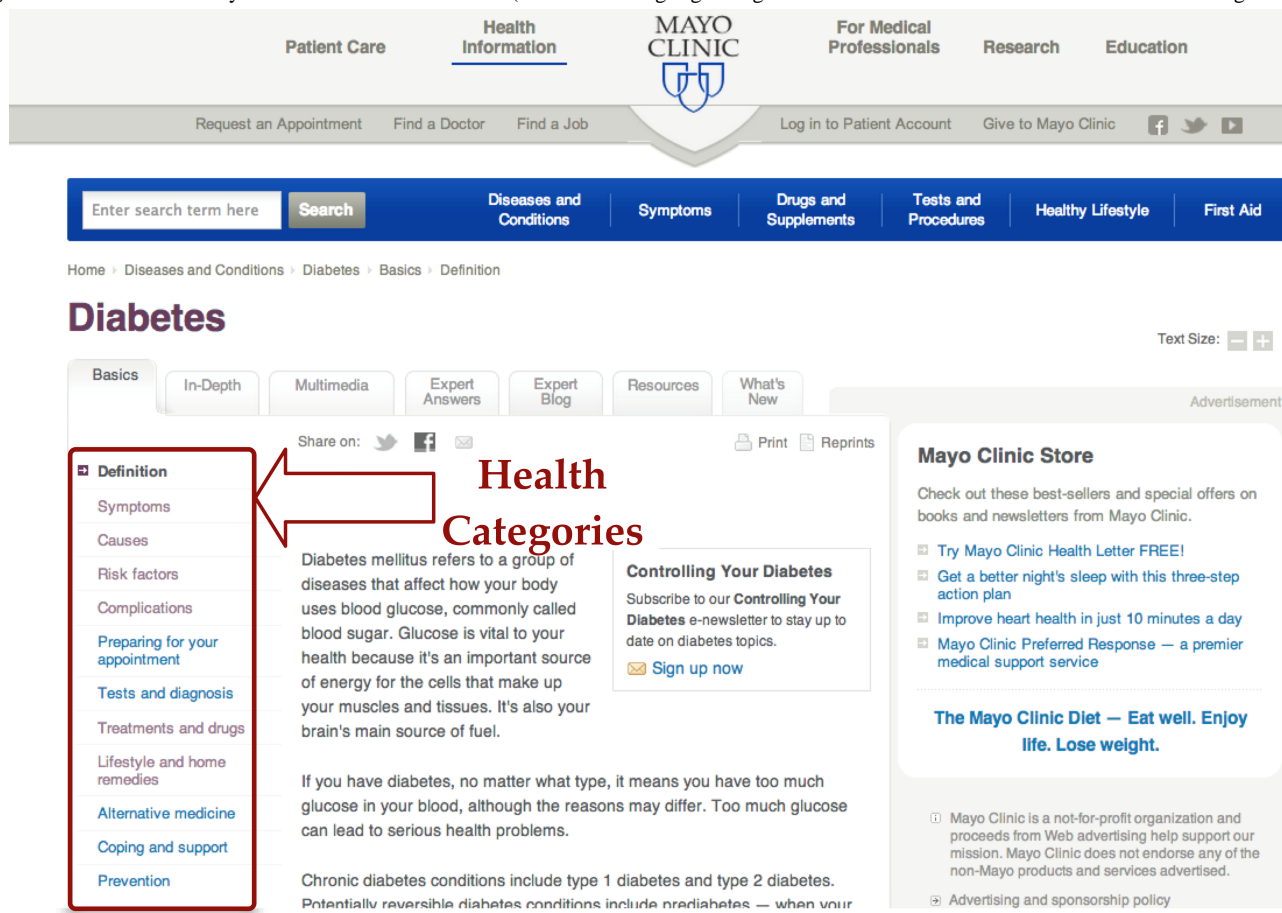 Patient Care
Health
Information
MAYO
CLINIC
For Medical
Professionals
Research
Education
Request an Appointment
Find a Doctor
Find a Job
Log in to Patient Account
Give to Mayo Clinic
Enter search term here
Search
Diseases and
Conditions
Symptoms
Drugs and
Supplements
Tests and
Procedures
Healthy Lifestyle
First Aid
Home › Diseases and Conditions › Diabetes › Basics › Definition
Diabetes
Text Size:
Basics
In-Depth
Multimedia
Expert
Answers
Expert
Blog
Resources
What's
New
Advertisement
Share on:
Print
Reprints
Definition
Symptoms
Causes
Risk factors
Complications
Preparing for your
appointment
Tests and diagnosis
Treatments and drugs
Lifestyle and home
remedies
Alternative medicine
Coping and support
Prevention
Health
Categories
Diabetes mellitus refers to a group of
diseases that affect how your body
uses blood glucose, commonly called
blood sugar. Glucose is vital to your
health because it's an important source
of energy for the cells that make up
your muscles and tissues. It's also your
brain's main source of fuel.
Controlling Your Diabetes
Subscribe to our Controlling Your
Diabetes e-newsletter to stay up to
date on diabetes topics.
Sign up now
If you have diabetes, no matter what type, it means you have too much
glucose in your blood, although the reasons may differ. Too much glucose
can lead to serious health problems.
Chronic diabetes conditions include type 1 diabetes and type 2 diabetes.
Potentially reversible diabetes conditions include prediabetes — when your
Mayo Clinic Store
Check out these best-sellers and special offers on
books and newsletters from Mayo Clinic.
Try Mayo Clinic Health Letter FREE!
Get a better night's sleep with this three-step
action plan
Improve heart health in just 10 minutes a day
Mayo Clinic Preferred Response — a premier
medical support service
The Mayo Clinic Diet — Eat well. Enjoy
life. Lose weight.
Mayo Clinic is a not-for-profit organization and
proceeds from Web advertising help support our
mission. Mayo Clinic does not endorse any of the
non-Mayo products and services advertised.
Advertising and sponsorship policy